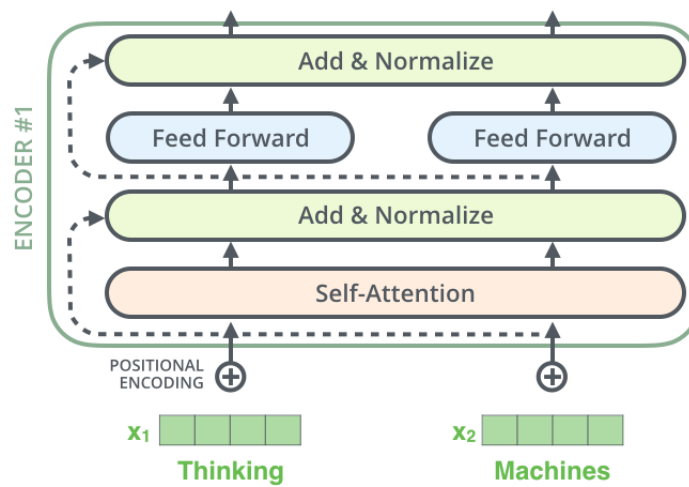 ENCODER #1
Add & Normalize
Feed Forward
Feed Forward
Add & Normalize
Self-Attention
POSITIONAL
ENCODING
x₁
x₂
Thinking
Machines